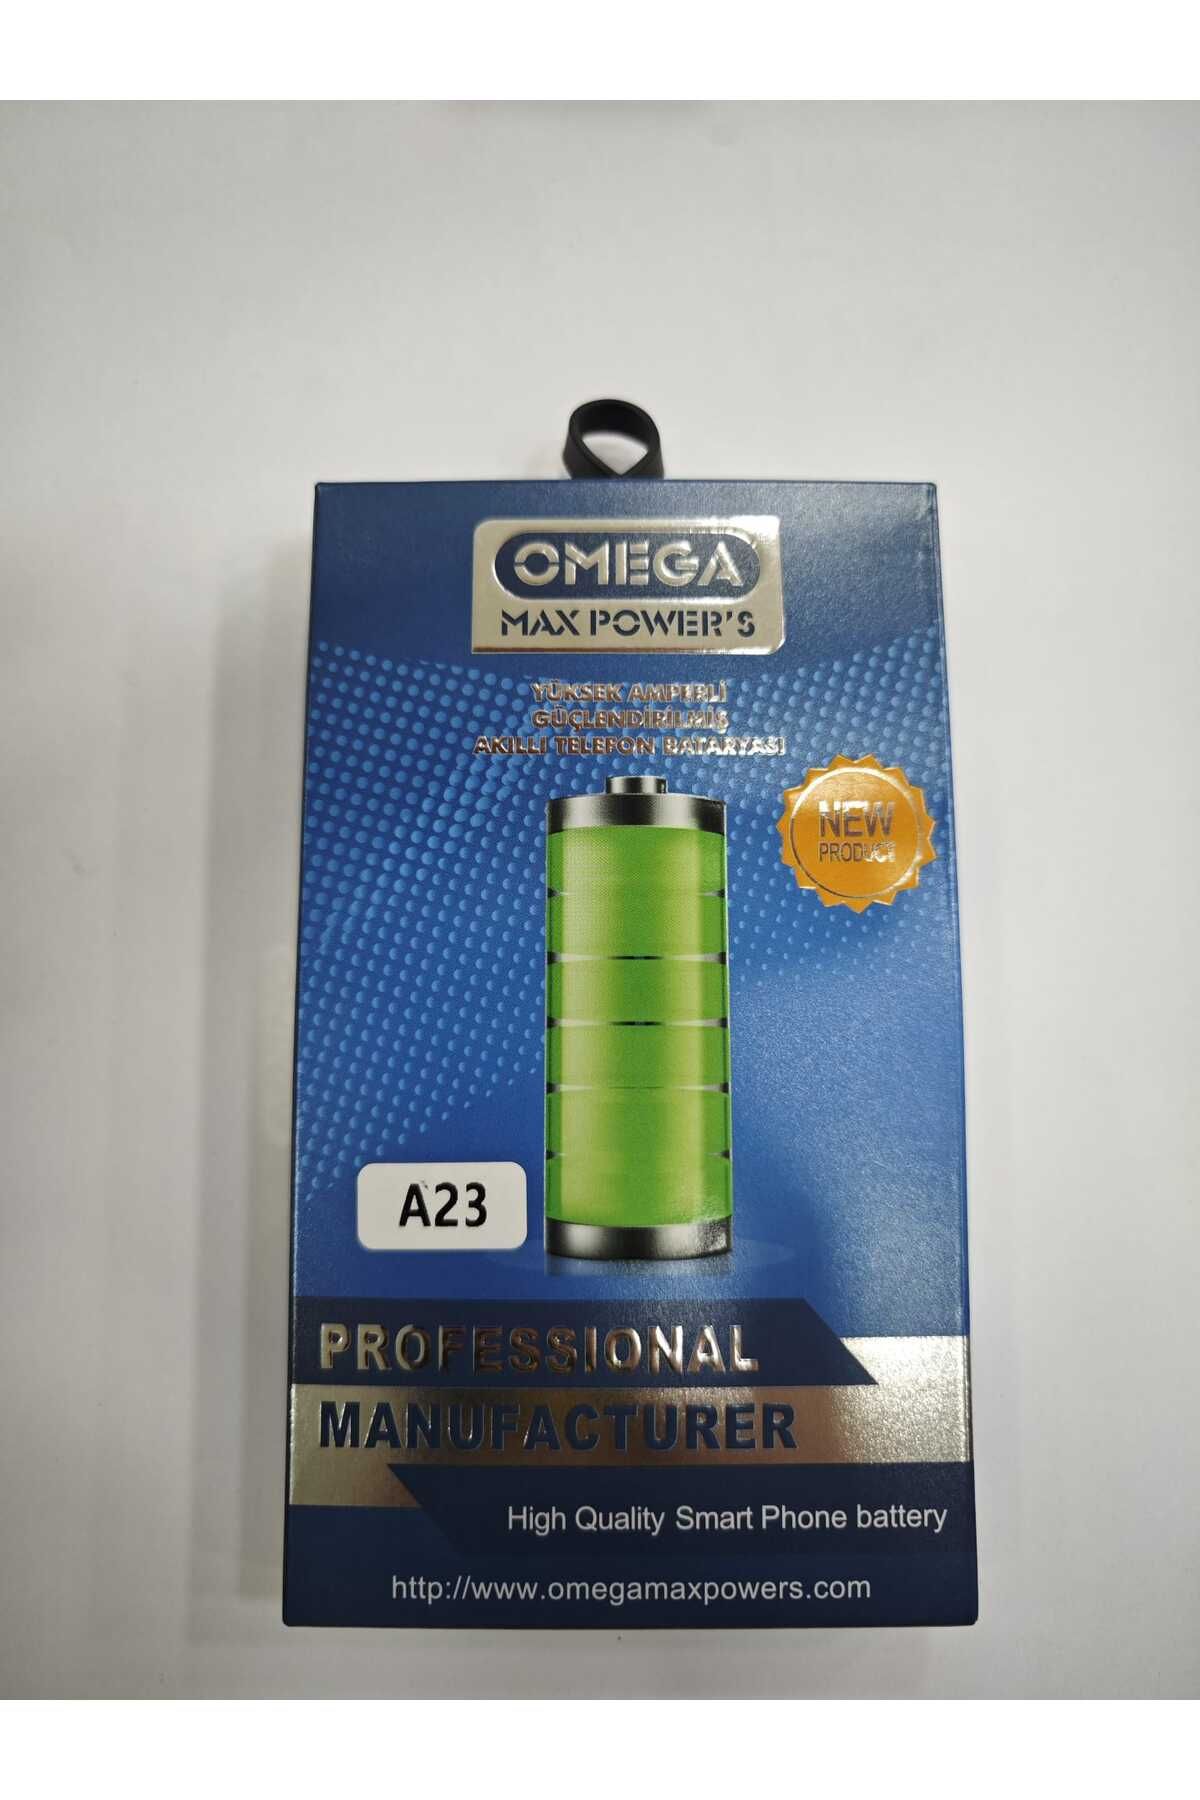 OMEGA
MAX POWER'S
YÜKSEK AMPERLİ
GÜÇLENDİRİLMİŞ
AKILLI TELEFON BATARYASI
NEW
PRODUCT
A23
PROFESSIONAL
MANUFACTURER
High Quality Smart Phone battery
http://www.omegamaxpowers.com